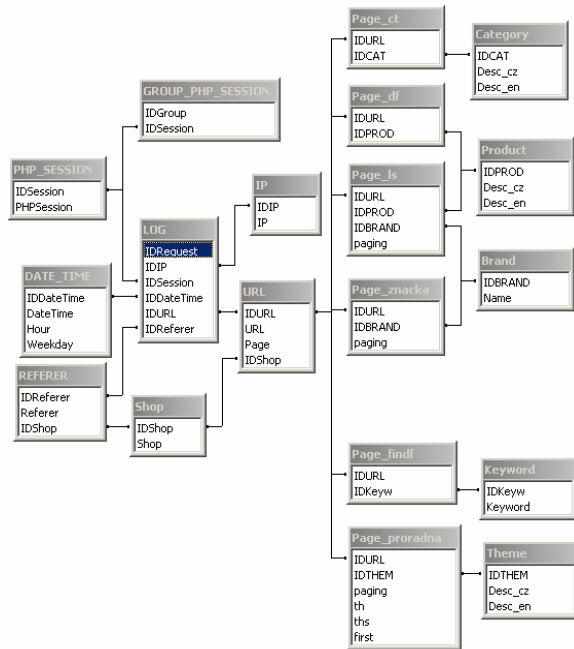 Page_ct
IDURL
IDCAT
Category
IDCAT
Desc_cz
Desc_en
GROUP_PHP_SESSION
IDGroup
IDSession
Page_df
IDURL
IDPROD
Product
IDPROD
Desc_cz
Desc_en
PHP_SESSION
IDSession
PHPSession
Page_ls
IDURL
IDPROD
IDBRAND
paging
IP
IDIP
IP
LOG
IDRequest
IDIP
IDSession
IDDateTime
IDURL
IDReferer
DATE_TIME
IDDateTime
DateTime
Hour
Weekday
URL
IDURL
URL
Page
IDShop
Page_znacka
IDURL
IDBRAND
paging
Brand
IDBRAND
Name
REFERER
IDReferer
Referer
IDShop
Shop
IDShop
Shop
Page_findf
IDURL
IDKeyw
Keyword
IDKeyw
Keyword
Page_proradna
IDURL
IDTHEM
paging
th
ths
first
Theme
IDTHEM
Desc_cz
Desc_en